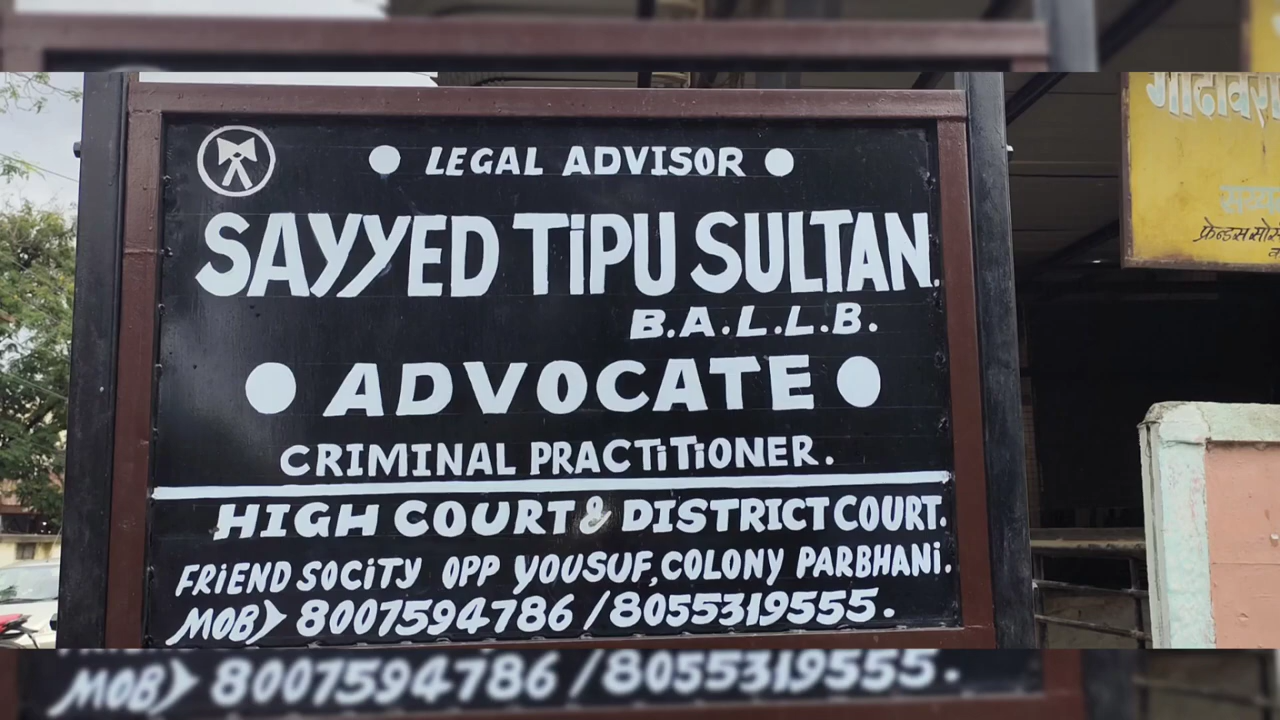 LEGAL ADVISOR
SAYYED TiPU SULTAN.
B.A.L.L.B.
ADVOCATE
CRIMINAL PRACTiTiONER.
HIGH COURT & DISTRICT COURT.
FRiEND SOCiTY OPP YOUSUF, COLONY PARBHANi.
MOB> 8007594786 / 8055319555.
MOB> 8007594786 / 8055319555.